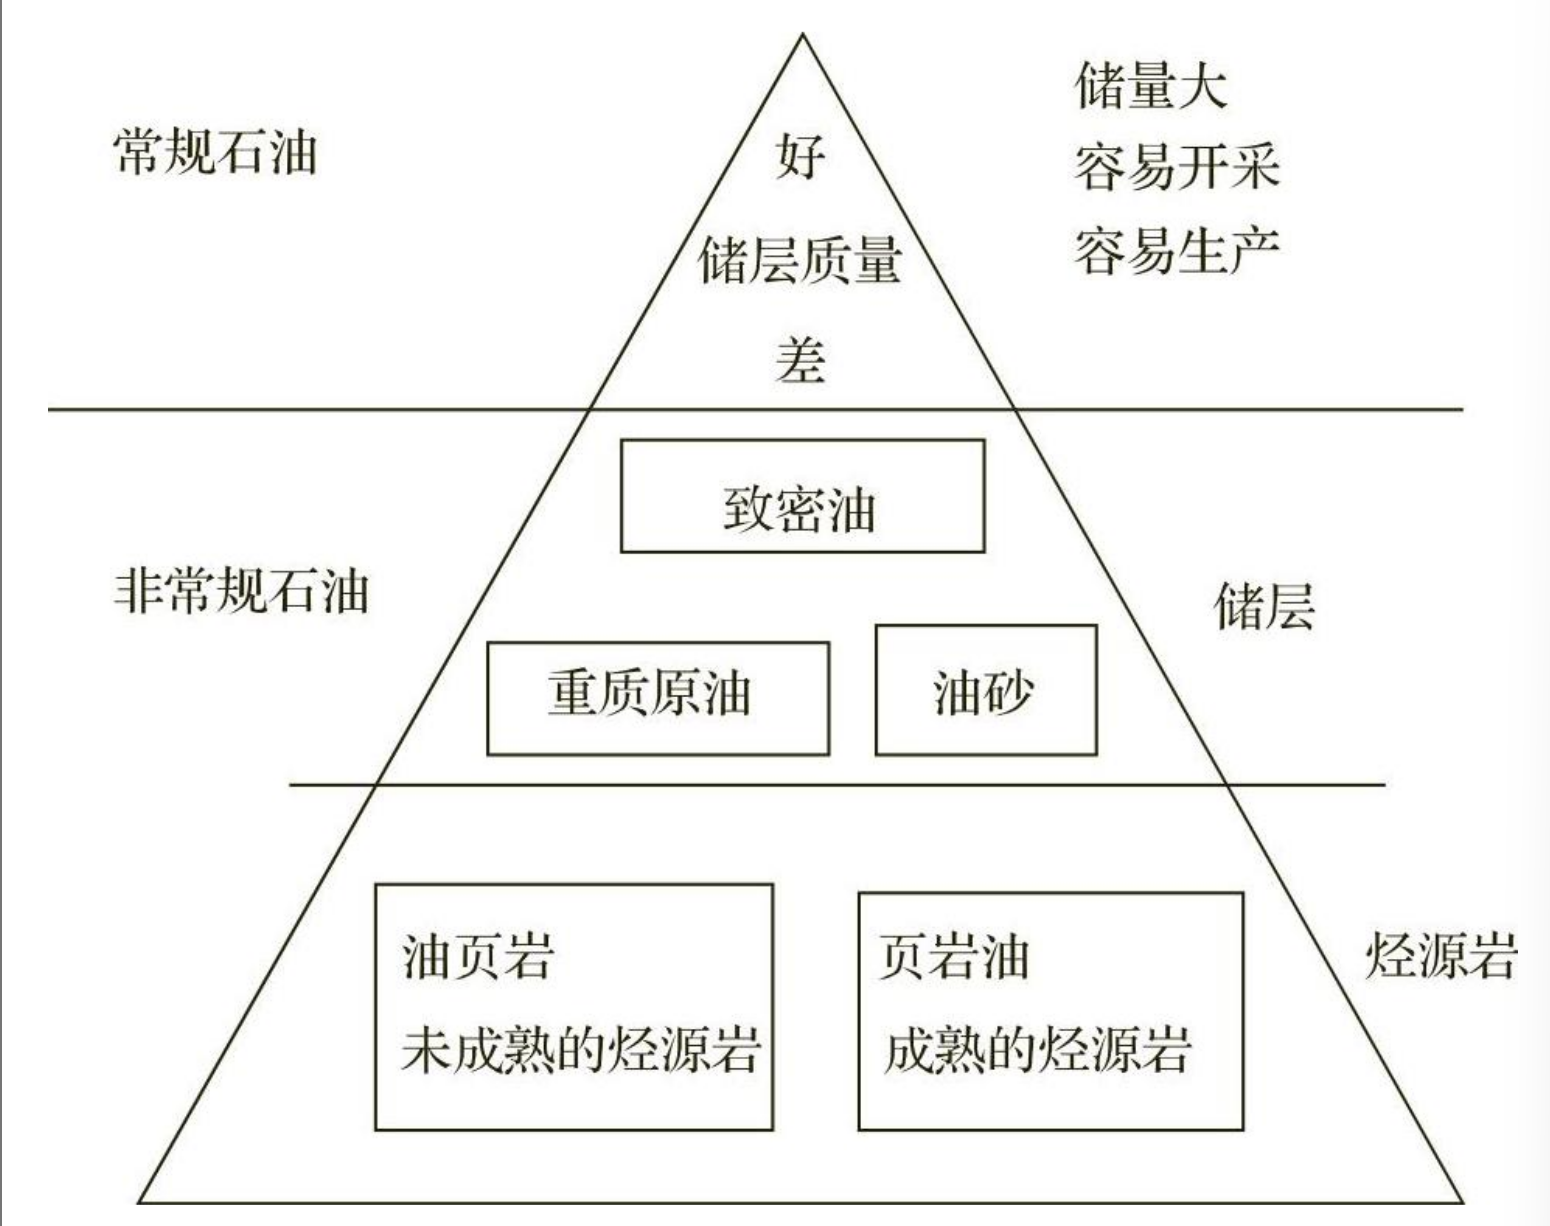 储量大
常规石油
好
容易开采
储层质量
容易生产
差
致密油
非常规石油
储层
重质原油
油砂
油页岩
页岩油
烃源岩
未成熟的烃源岩
成熟的烃源岩